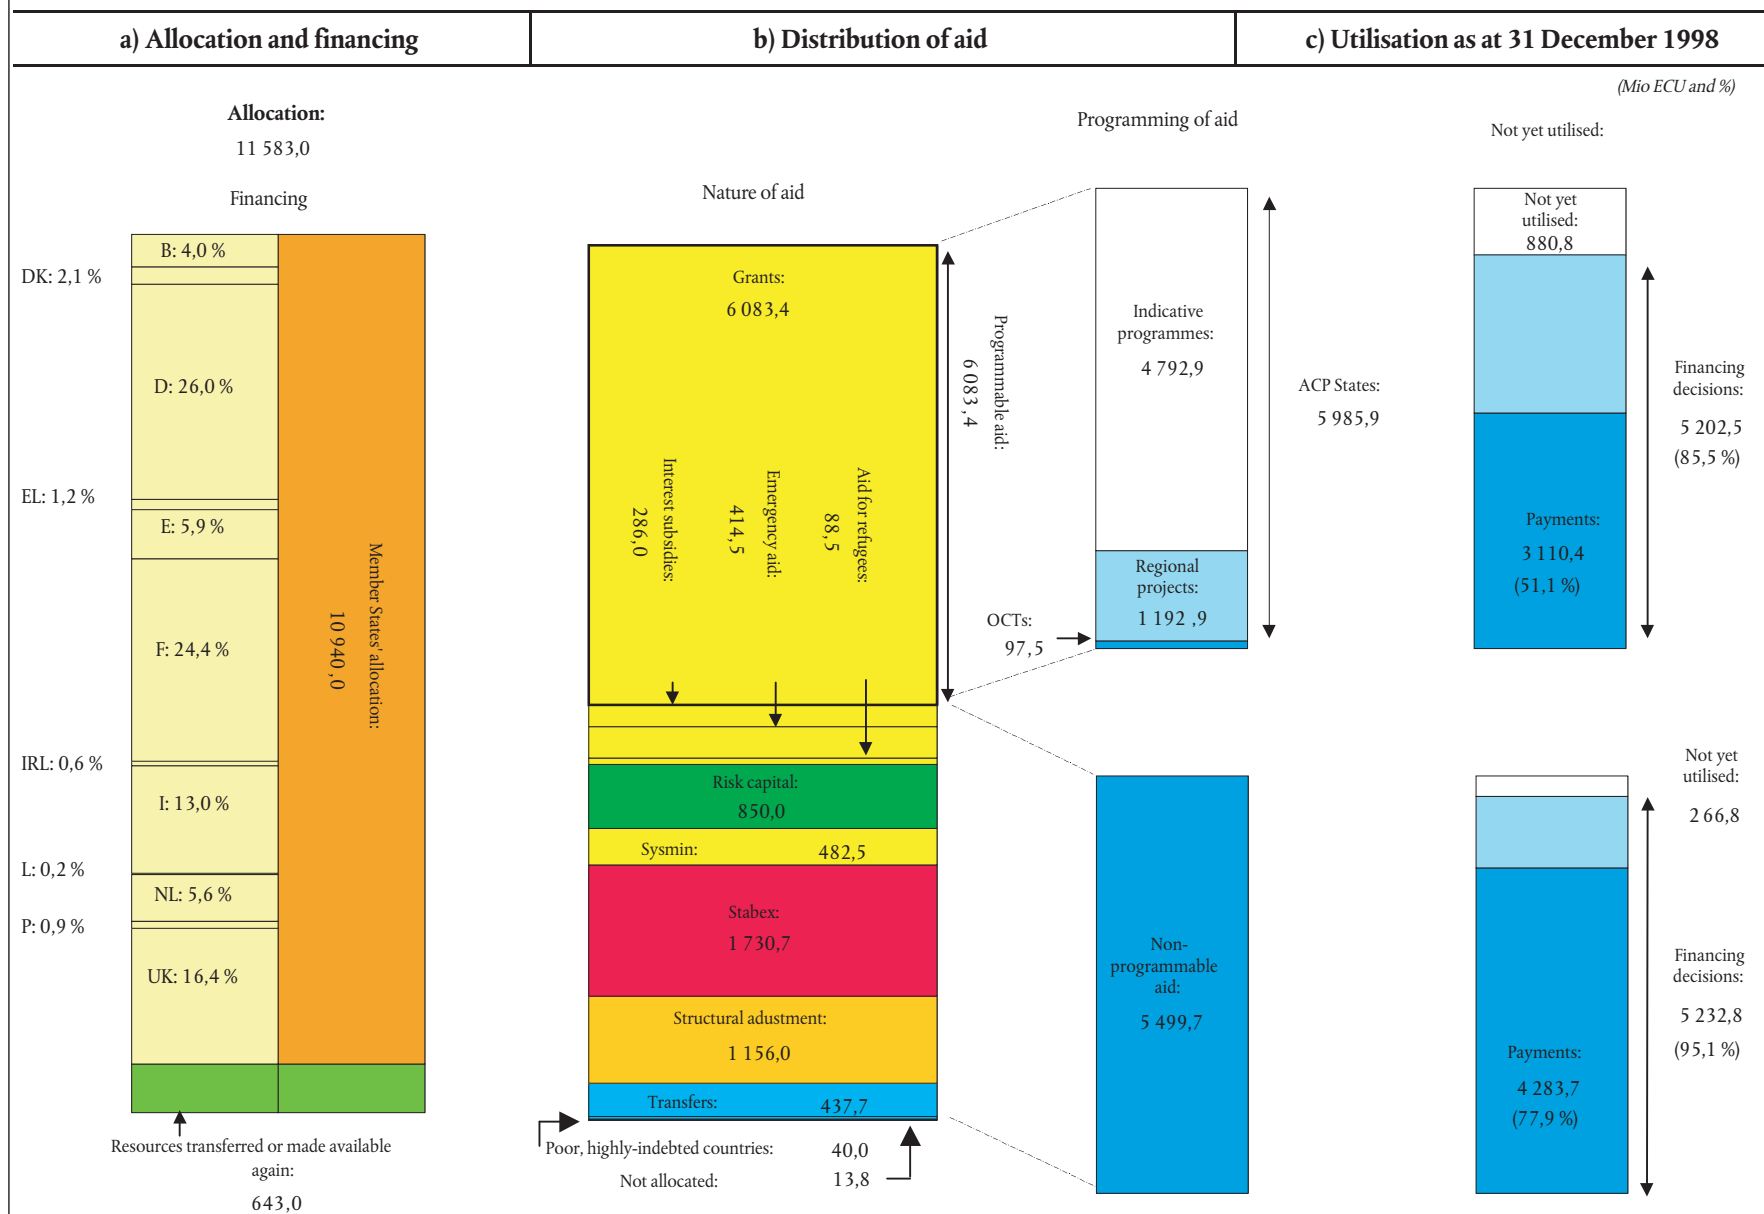 a) Allocation and financing
b) Distribution of aid
c) Utilisation as at 31 December 1998
(Mio ECU and %)
Allocation:
11 583,0
Financing
B: 4,0 %
DK: 2,1 %
D: 26,0 %
EL: 1,2 %
E: 5,9 %
F: 24,4 %
IRL: 0,6 %
I: 13,0 %
L: 0,2 %
NL: 5,6 %
P: 0,9 %
UK: 16,4 %
Member States' allocation:
10 940 ,0
Resources transferred or made available
again:
643,0
Nature of aid
Grants:
6 083,4
Programmable aid:
6 083,4
Interest subsidies:
286,0
Emergency aid:
414,5
Aid for refugees:
88,5
Risk capital:
850,0
Sysmin:
482,5
Stabex:
1 730,7
Structural adustment:
1 156,0
Transfers:
437,7
Poor, highly-indebted countries:
40,0
Not allocated:
13,8
Programming of aid
Indicative
programmes:
4 792,9
Regional
projects:
1 192 ,9
OCTs:
97,5
ACP States:
5 985,9
Non-
programmable
aid:
5 499,7
Not yet utilised:
Not yet
utilised:
880,8
Financing
decisions:
5 202,5
(85,5 %)
Payments:
3 110,4
(51,1 %)
Not yet
utilised:
266,8
Financing
decisions:
5 232,8
(95,1 %)
Payments:
4 283,7
(77,9 %)